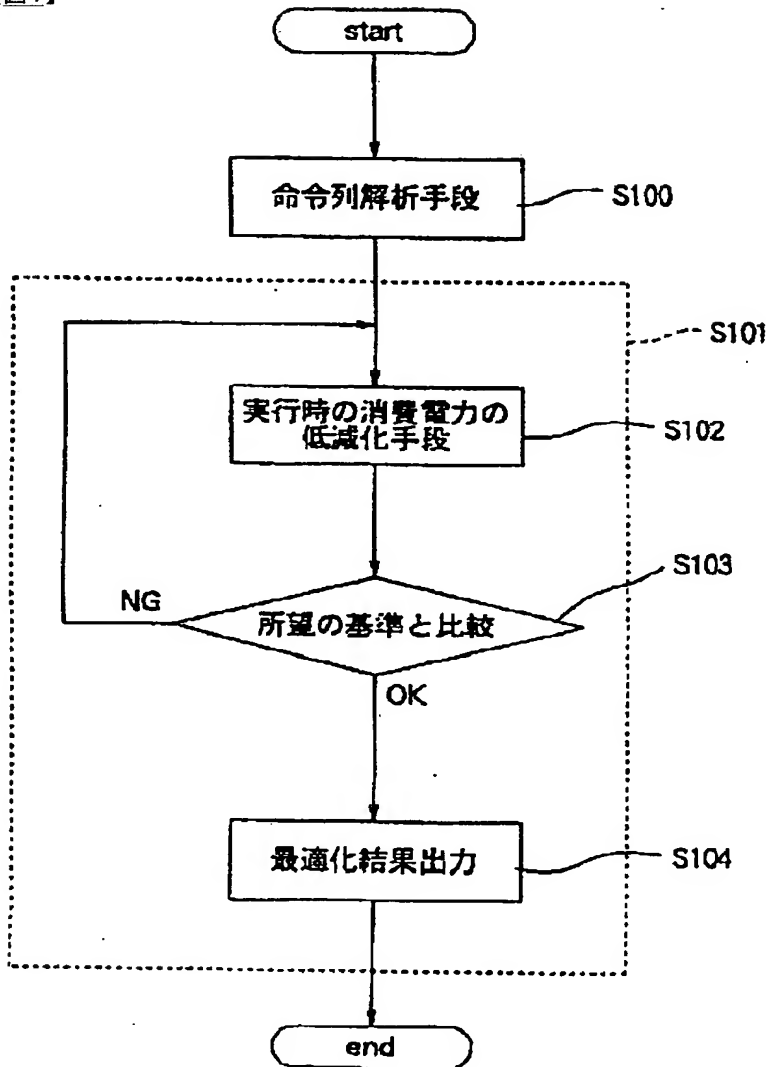 start
命令列解析手段
S100
S101
実行時の消費電力の
低減化手段
S102
S103
NG
所望の基準と比較
OK
最適化結果出力
S104
end